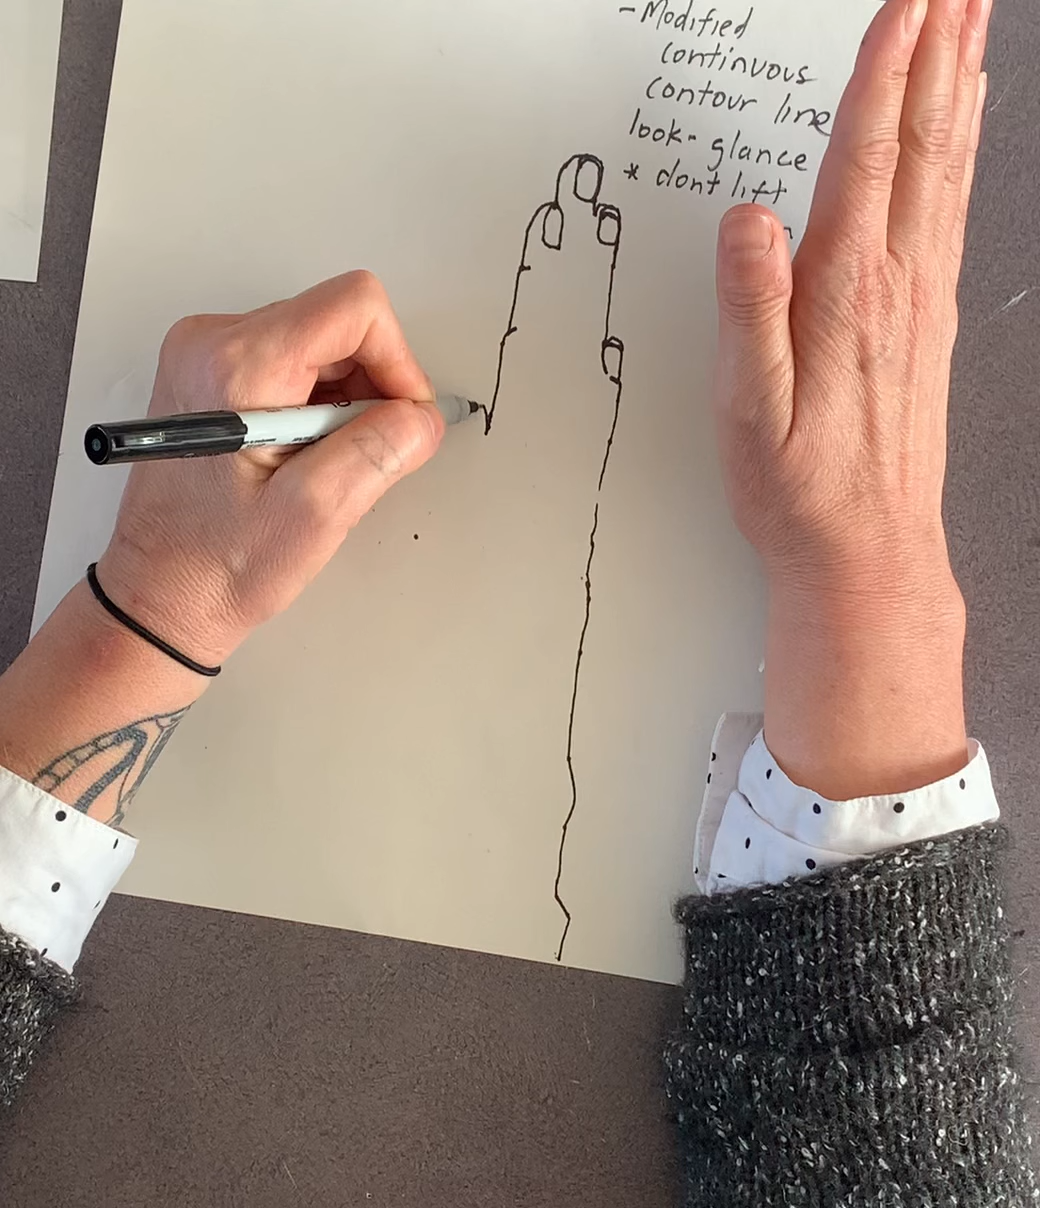 - Modified
continuous
contour line
look - glance
* dont lift